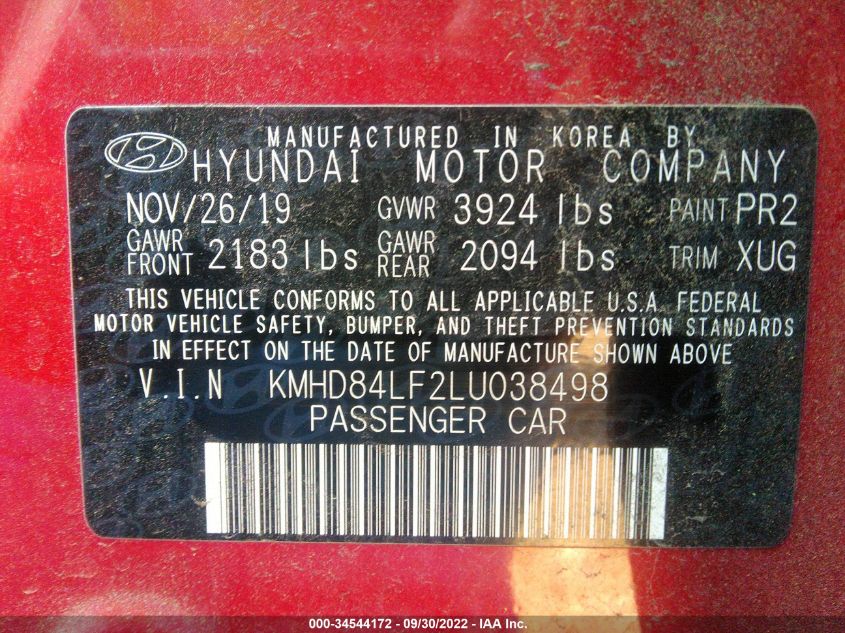 MANUFACTURED IN KOREA BY
HYUNDAI MOTOR COMPANY
NOV/26/19 GVWR 3924 lbs PAINT PR2
GAWR FRONT 2183 lbs GAWR REAR 2094 lbs TRIM XUG
THIS VEHICLE CONFORMS TO ALL APPLICABLE U.S.A. FEDERAL
MOTOR VEHICLE SAFETY, BUMPER, AND THEFT PREVENTION STANDARDS
IN EFFECT ON THE DATE OF MANUFACTURE SHOWN ABOVE
V.I.N KMHD84LF2LU038498
PASSENGER CAR
000-34544172 - 09/30/2022 - IAA Inc.